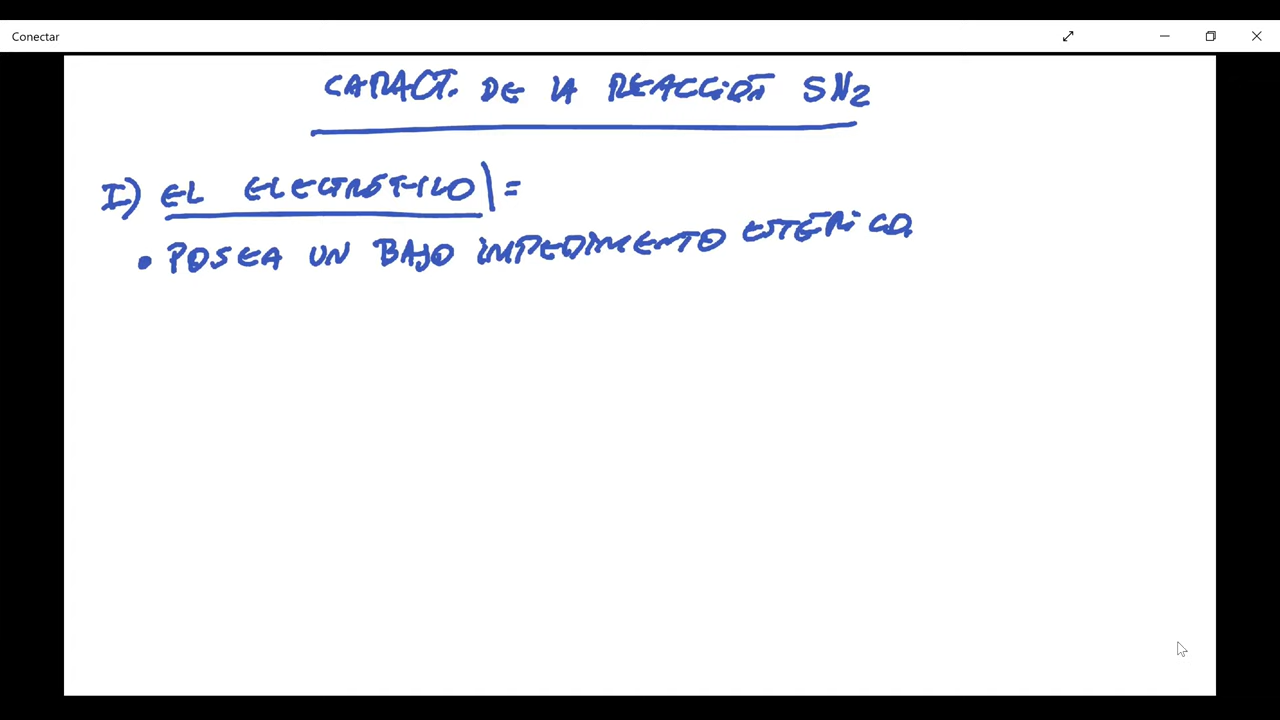 Conectar
CARACT. DE LA REACCIÓN SN2
I) EL ELECTRÓFILO | =
• POSEA UN BAJO IMPEDIMENTO ESTÉRICO.